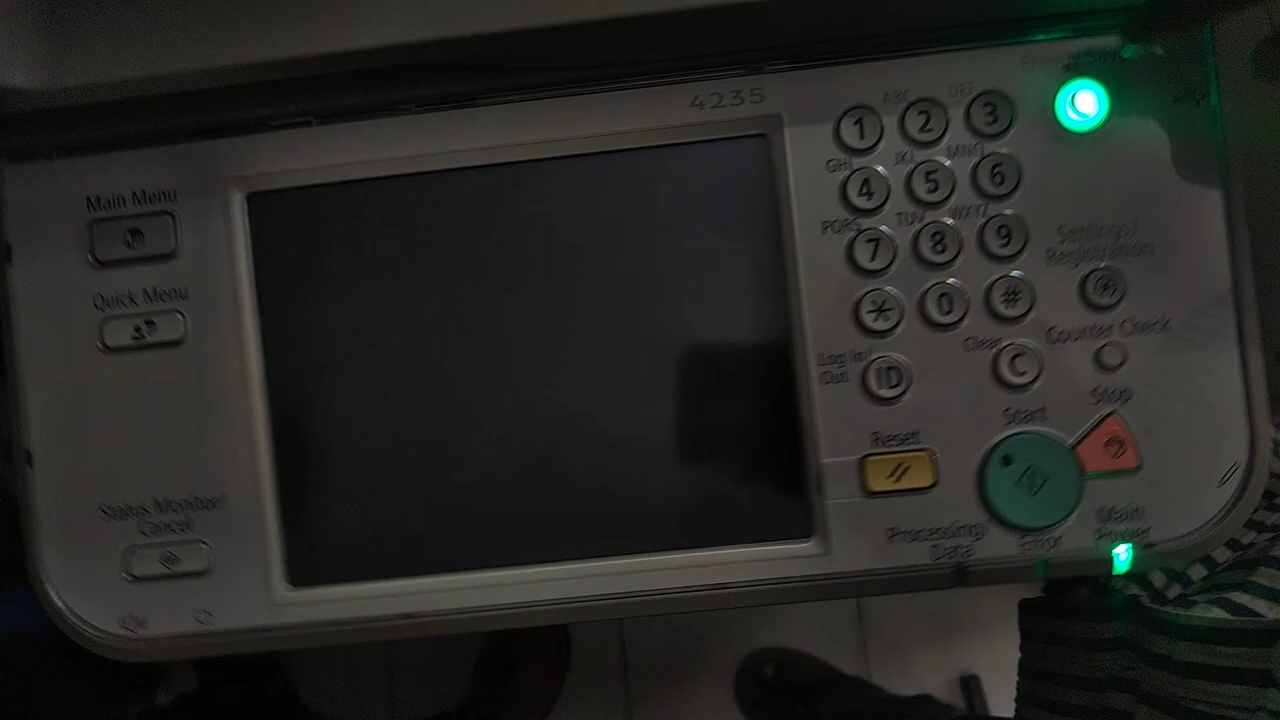 4235
Main Menu
Quick Menu
Status Monitor/
Cancel
ABC
DEF
1
2
3
GHI
JKL
MNO
4
5
6
PQRS
TUV
WXYZ
7
8
9
*
0
#
Settings/
Registration
Log In/
Out
ID
Clear
C
Counter Check
Reset
Start
Stop
Processing/
Data
Error
Main
Power